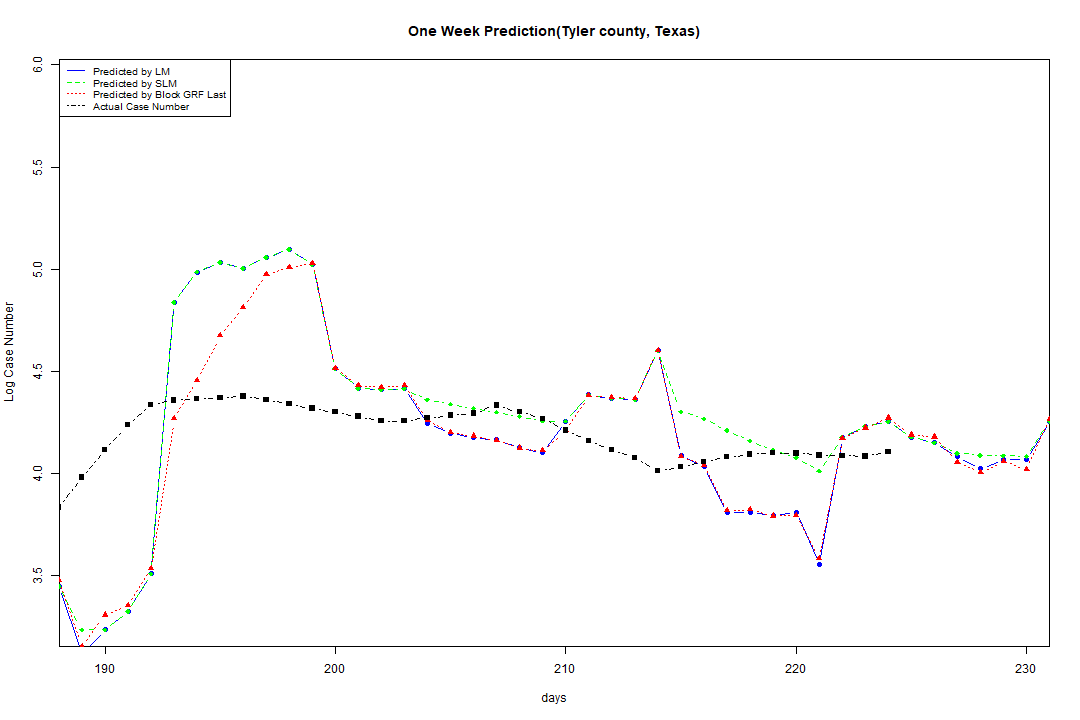 One Week Prediction(Tyler county, Texas)
Predicted by LM
Predicted by SLM
Predicted by Block GRF Last
Actual Case Number
6.0
5.5
5.0
4.5
4.0
3.5
Log Case Number
190 200 210 220 230
days